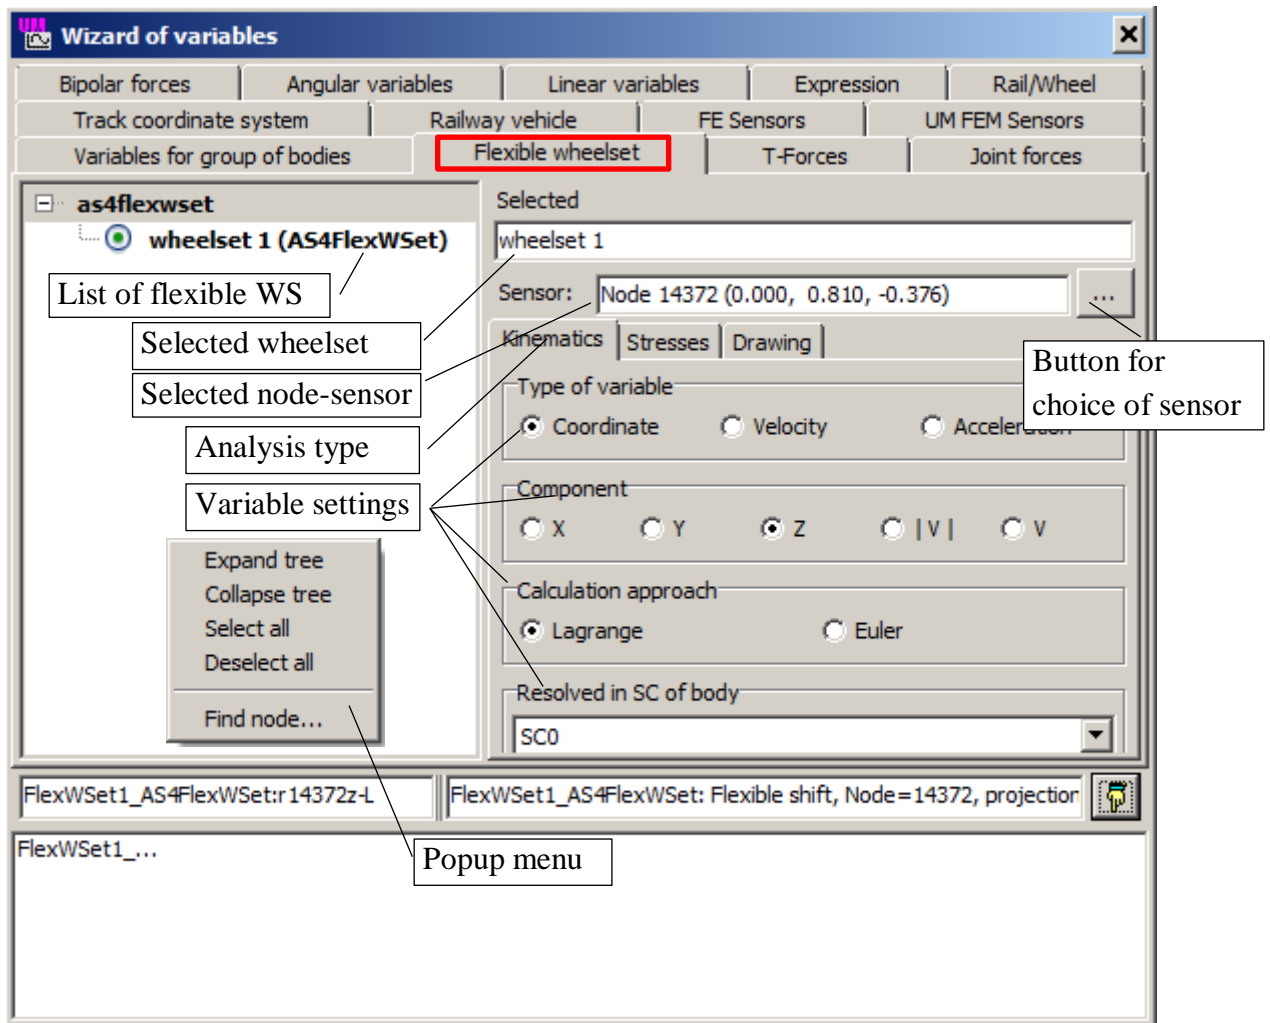 UM
Wizard of variables
Bipolar forces
Angular variables
Linear variables
Expression
Rail/Wheel
Track coordinate system
Railway vehicle
FE Sensors
UM FEM Sensors
Variables for group of bodies
Flexible wheelset
T-Forces
Joint forces
as4flexwset
wheelset 1 (AS4FlexWSet)
List of flexible WS
Selected wheelset
Selected node-sensor
Analysis type
Variable settings
Expand tree
Collapse tree
Select all
Deselect all
Find node...
Selected
wheelset 1
Sensor:
Node 14372 (0.000, 0.810, -0.376)
...
Button for
choice of sensor
Kinematics
Stresses
Drawing
Type of variable
Coordinate
Velocity
Acceleration
Component
X
Y
Z
| V |
V
Calculation approach
Lagrange
Euler
Resolved in SC of body
SC0
FlexWSet1_AS4FlexWSet:r14372z-L
FlexWSet1_AS4FlexWSet: Flexible shift, Node=14372, projection
FlexWSet1_...
Popup menu